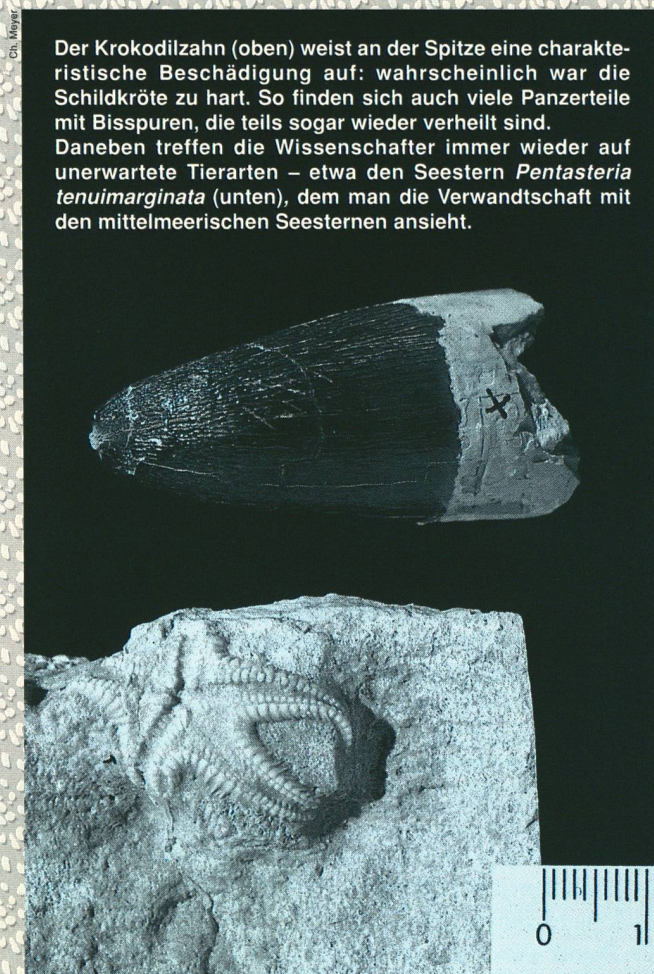 Ch. Meyer
Der Krokodilzahn (oben) weist an der Spitze eine charakte-
ristische Beschädigung auf: wahrscheinlich war die
Schildkröte zu hart. So finden sich auch viele Panzerteile
mit Bisspuren, die teils sogar wieder verheilt sind.
Daneben treffen die Wissenschafter immer wieder auf
unerwartete Tierarten – etwa den Seestern Pentasteria
tenuimarginata (unten), dem man die Verwandtschaft mit
den mittelmeerischen Seesternen ansieht.
x
0 1